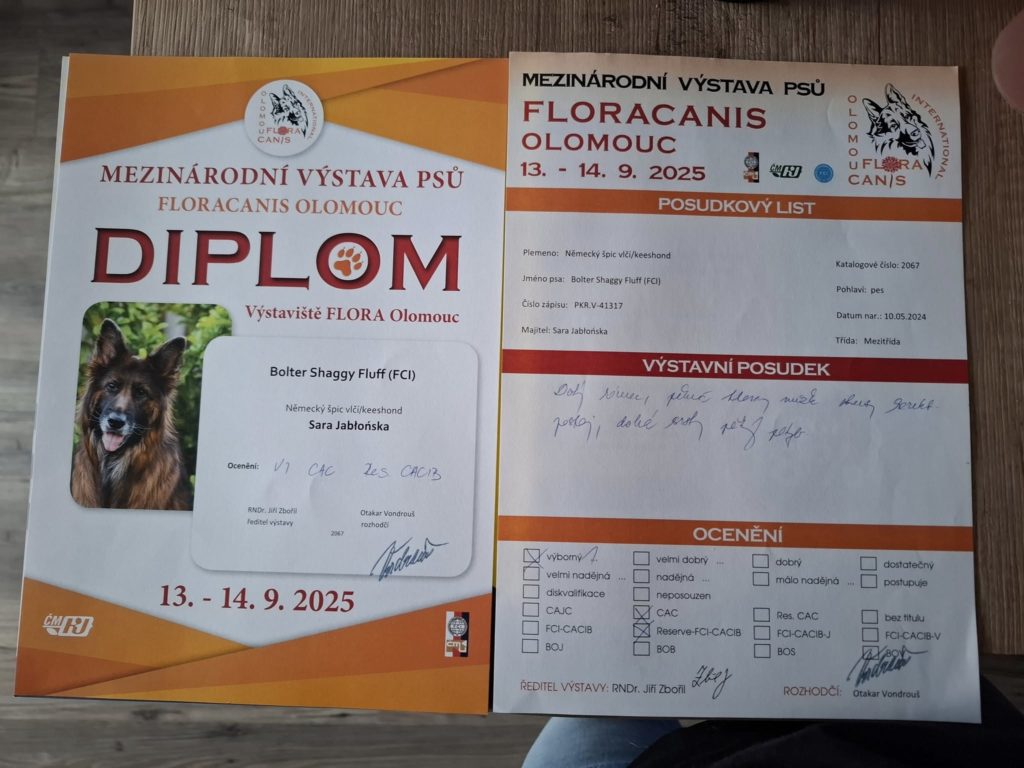 OLOMOUC INTERNATIONAL
FLORA
CANIS
MEZINÁRODNÍ VÝSTAVA PSŮ
FLORACANIS OLOMOUC
DIPLOM
Výstaviště FLORA Olomouc
Bolter Shaggy Fluff (FCI)
Německý špic vlčí/keeshond
Sara Jabłońska
Ocenění: V1 CAC Res. CACIB
RNDr. Jiří Zbořil
ředitel výstavy
Otakar Vondrouš
rozhodčí
2067
13. - 14. 9. 2025
ČMKJ
MEZINÁRODNÍ VÝSTAVA PSŮ
FLORACANIS
OLOMOUC
13. - 14. 9. 2025
OLOMOUC INTERNATIONAL
FLORA
CANIS
POSUDKOVÝ LIST
Plemeno: Německý špic vlčí/keeshond
Jméno psa: Bolter Shaggy Fluff (FCI)
Číslo zápisu: PKR.V-41317
Majitel: Sara Jabłońska
Katalogové číslo: 2067
Pohlaví: pes
Datum nar.: 10.05.2024
Třída: Mezitřída
VÝSTAVNÍ POSUDEK
OCENĚNÍ
výborný 1.
velmi dobrý ...
dobrý
dostatečný
velmi nadějná ...
nadějná ...
málo nadějná ...
postupuje
diskvalifikace
neposouzen
CAJC
CAC
Res. CAC
bez titulu
FCI-CACIB
Reserve-FCI-CACIB
FCI-CACIB-J
FCI-CACIB-V
BOJ
BOB
BOS
BOV
ŘEDITEL VÝSTAVY: RNDr. Jiří Zbořil
ROZHODČÍ: Otakar Vondrouš